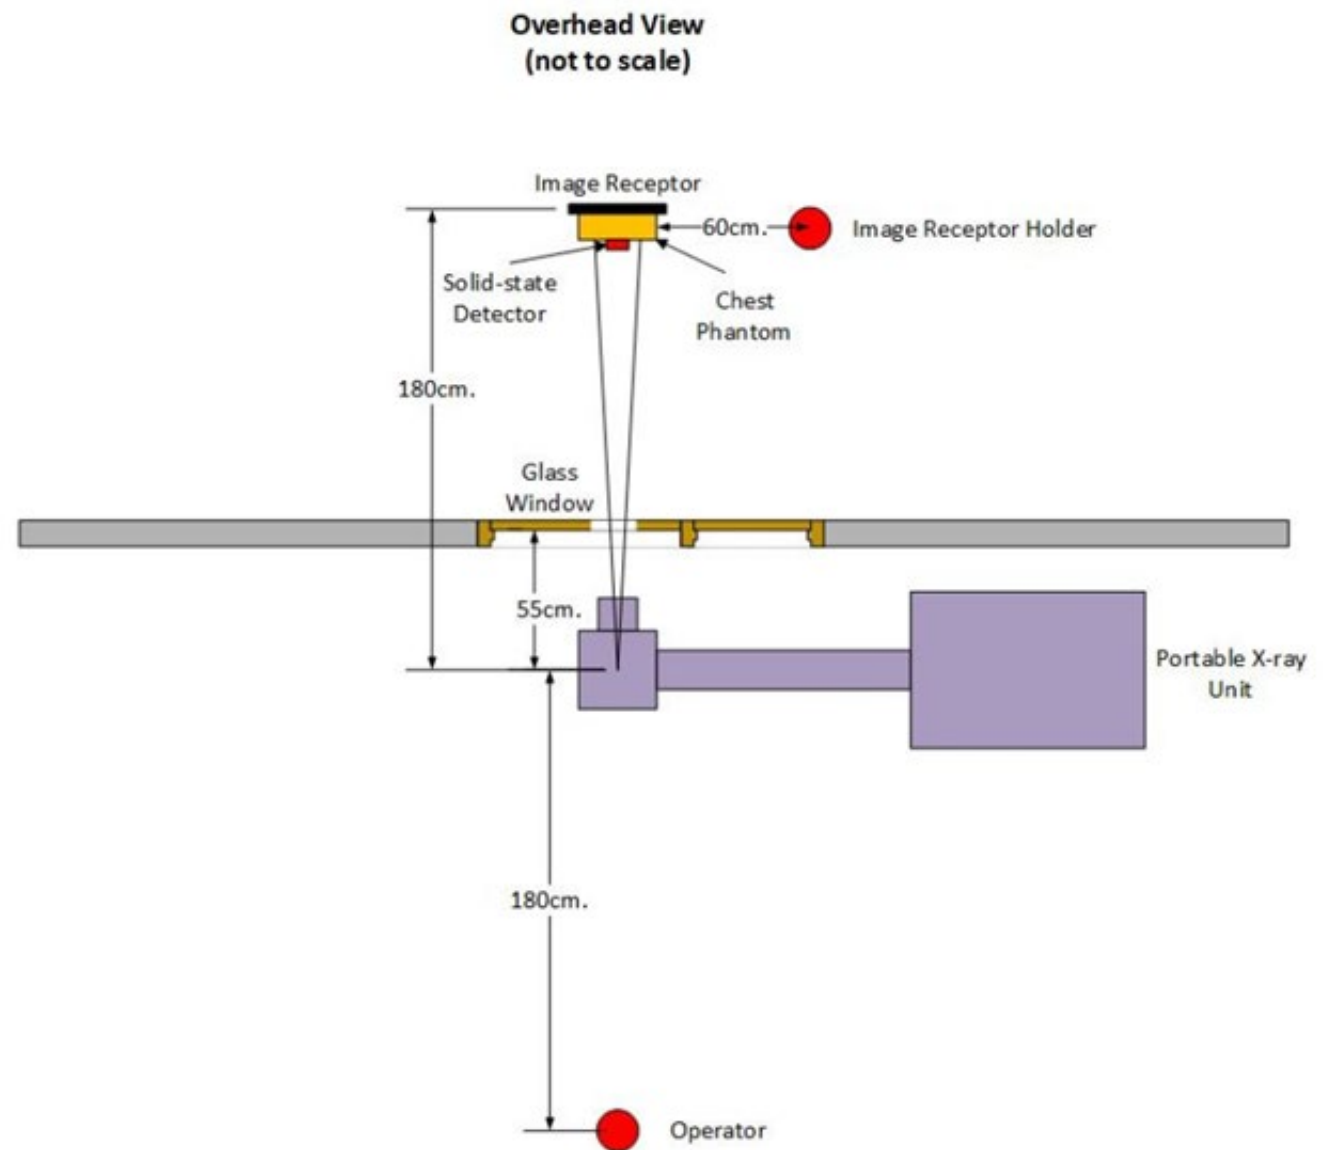 Overhead View
(not to scale)
Image Receptor
60cm.
Image Receptor Holder
Solid-state
Detector
Chest
Phantom
180cm.
Glass
Window
55cm.
Portable X-ray
Unit
180cm.
Operator